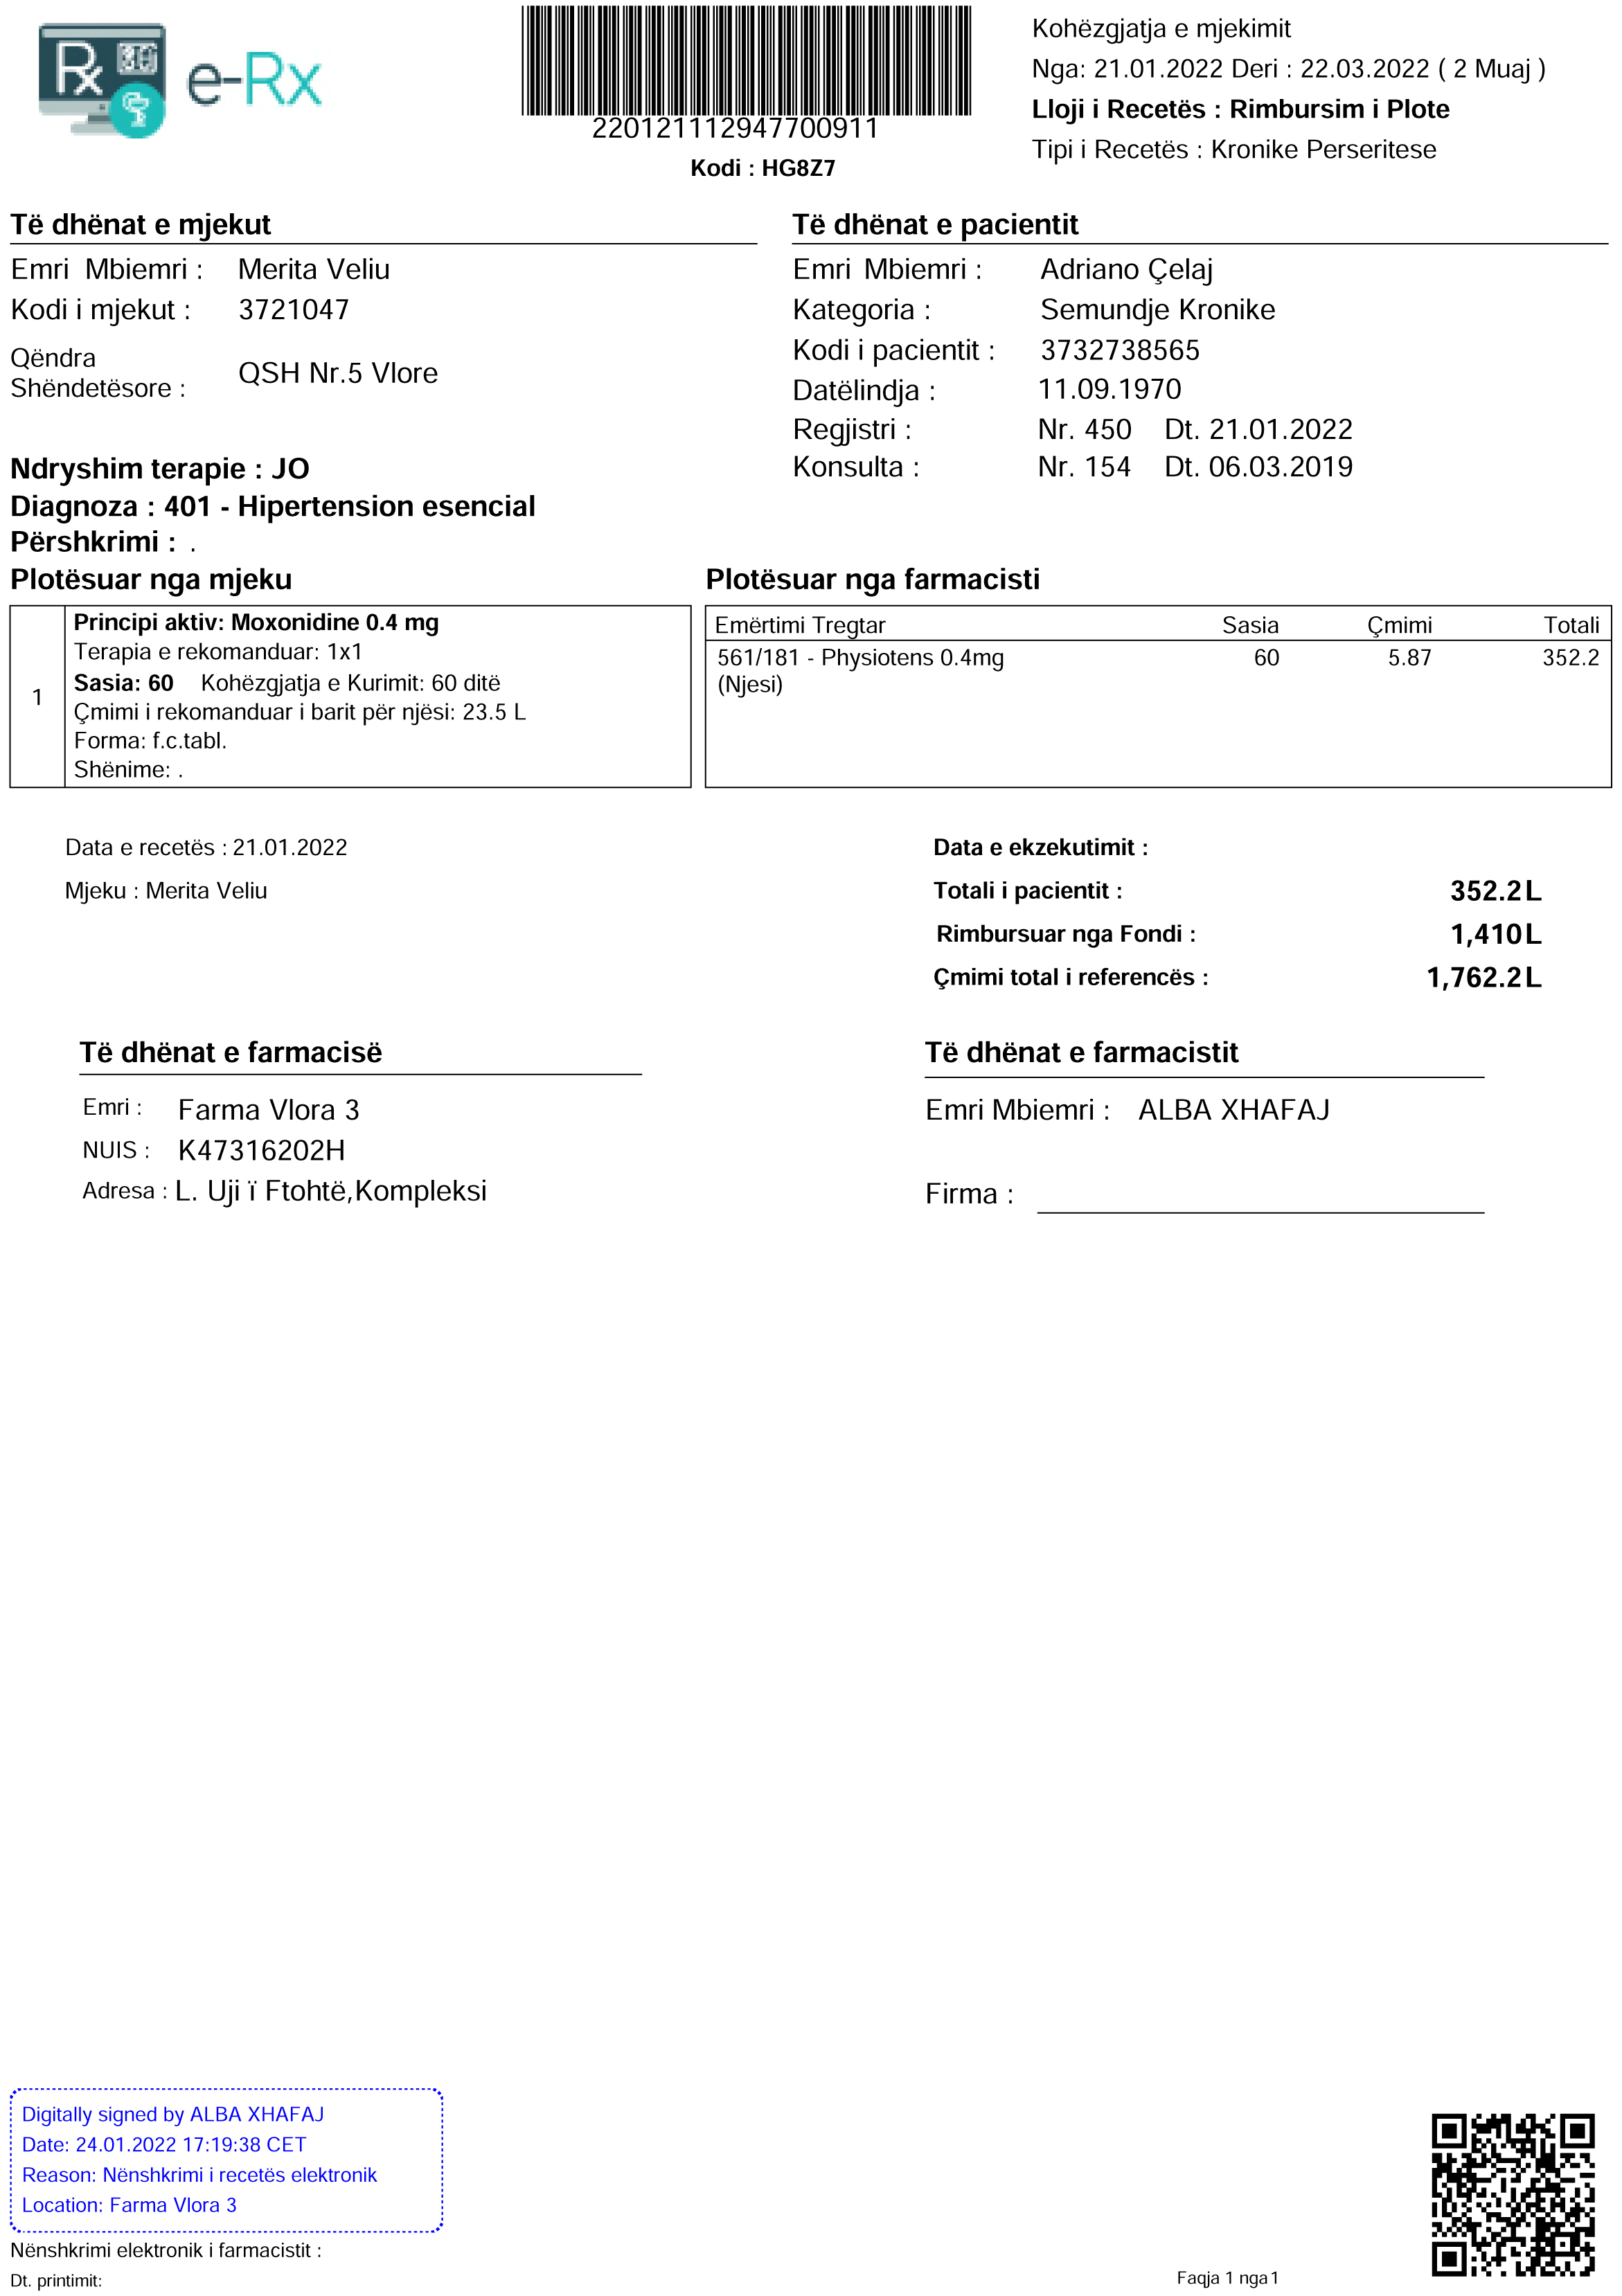 Rx
e-Rx
220121112947700911
Kodi : HG8Z7
Kohëzgjatja e mjekimit
Nga: 21.01.2022 Deri : 22.03.2022 ( 2 Muaj )
Lloji i Recetës : Rimbursim i Plote
Tipi i Recetës : Kronike Perseritese
Të dhënat e mjekut
Emri Mbiemri : Merita Veliu
Kodi i mjekut : 3721047
Qëndra
Shëndetësore : QSH Nr.5 Vlore
Të dhënat e pacientit
Emri Mbiemri : Adriano Çelaj
Kategoria : Semundje Kronike
Kodi i pacientit : 3732738565
Datëlindja : 11.09.1970
Regjistri : Nr. 450 Dt. 21.01.2022
Konsulta : Nr. 154 Dt. 06.03.2019
Ndryshim terapie : JO
Diagnoza : 401 - Hipertension esencial
Përshkrimi : .
Plotësuar nga mjeku
1
Principi aktiv: Moxonidine 0.4 mg
Terapia e rekomanduar: 1x1
Sasia: 60 Kohëzgjatja e Kurimit: 60 ditë
Çmimi i rekomanduar i barit për njësi: 23.5 L
Forma: f.c.tabl.
Shënime: .
Plotësuar nga farmacisti
Emërtimi Tregtar Sasia Çmimi Totali
561/181 - Physiotens 0.4mg 60 5.87 352.2
(Njesi)
Data e recetës : 21.01.2022
Mjeku : Merita Veliu
Data e ekzekutimit :
Totali i pacientit : 352.2 L
Rimbursuar nga Fondi : 1,410 L
Çmimi total i referencës : 1,762.2 L
Të dhënat e farmacisë
Emri : Farma Vlora 3
NUIS : K47316202H
Adresa : L. Uji ï Ftohtë,Kompleksi
Të dhënat e farmacistit
Emri Mbiemri : ALBA XHAFAJ
Firma :
Digitally signed by ALBA XHAFAJ
Date: 24.01.2022 17:19:38 CET
Reason: Nënshkrimi i recetës elektronik
Location: Farma Vlora 3
Nënshkrimi elektronik i farmacistit :
Dt. printimit:
Faqja 1 nga 1